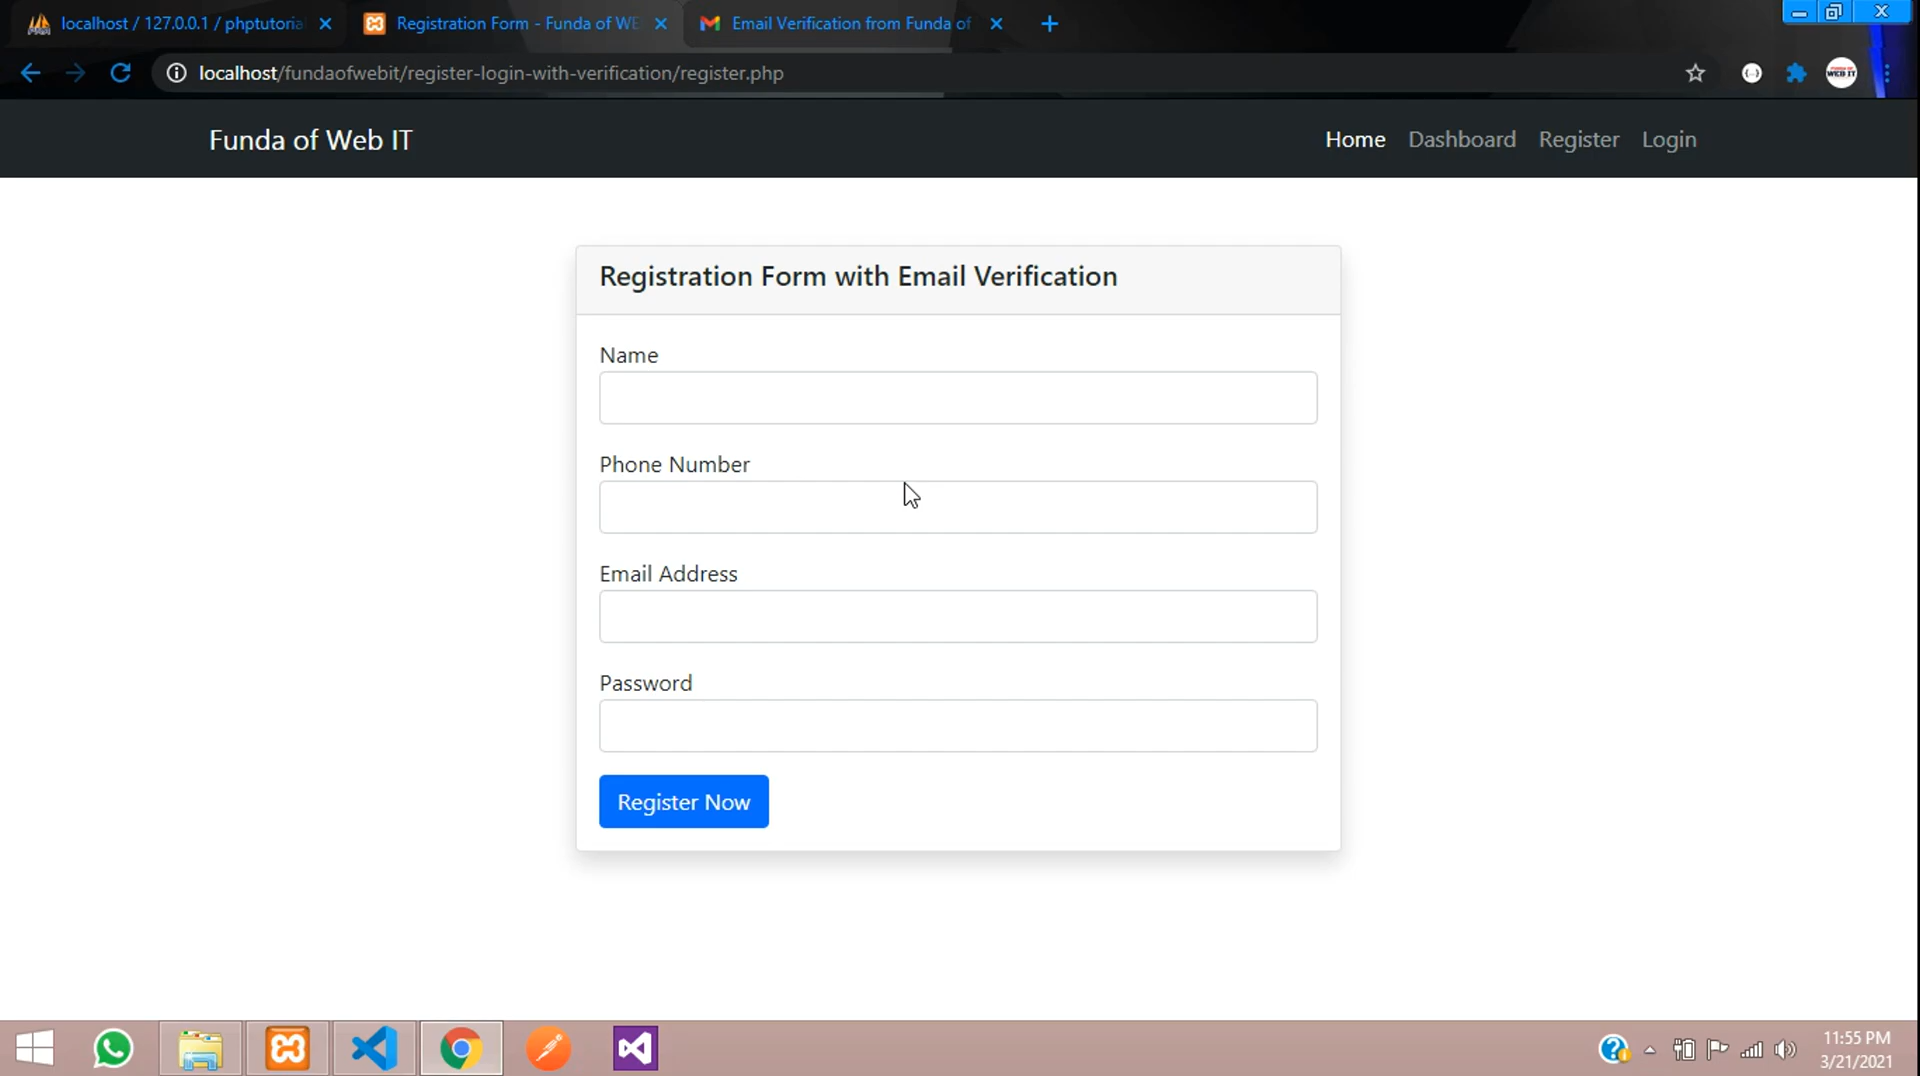 localhost / 127.0.0.1 / phptutoria
Registration Form - Funda of WE
Email Verification from Funda of
localhost/fundaofwebit/register-login-with-verification/register.php
Funda of Web IT
Home Dashboard Register Login
Registration Form with Email Verification
Name
Phone Number
Email Address
Password
Register Now
11:55 PM
3/21/2021